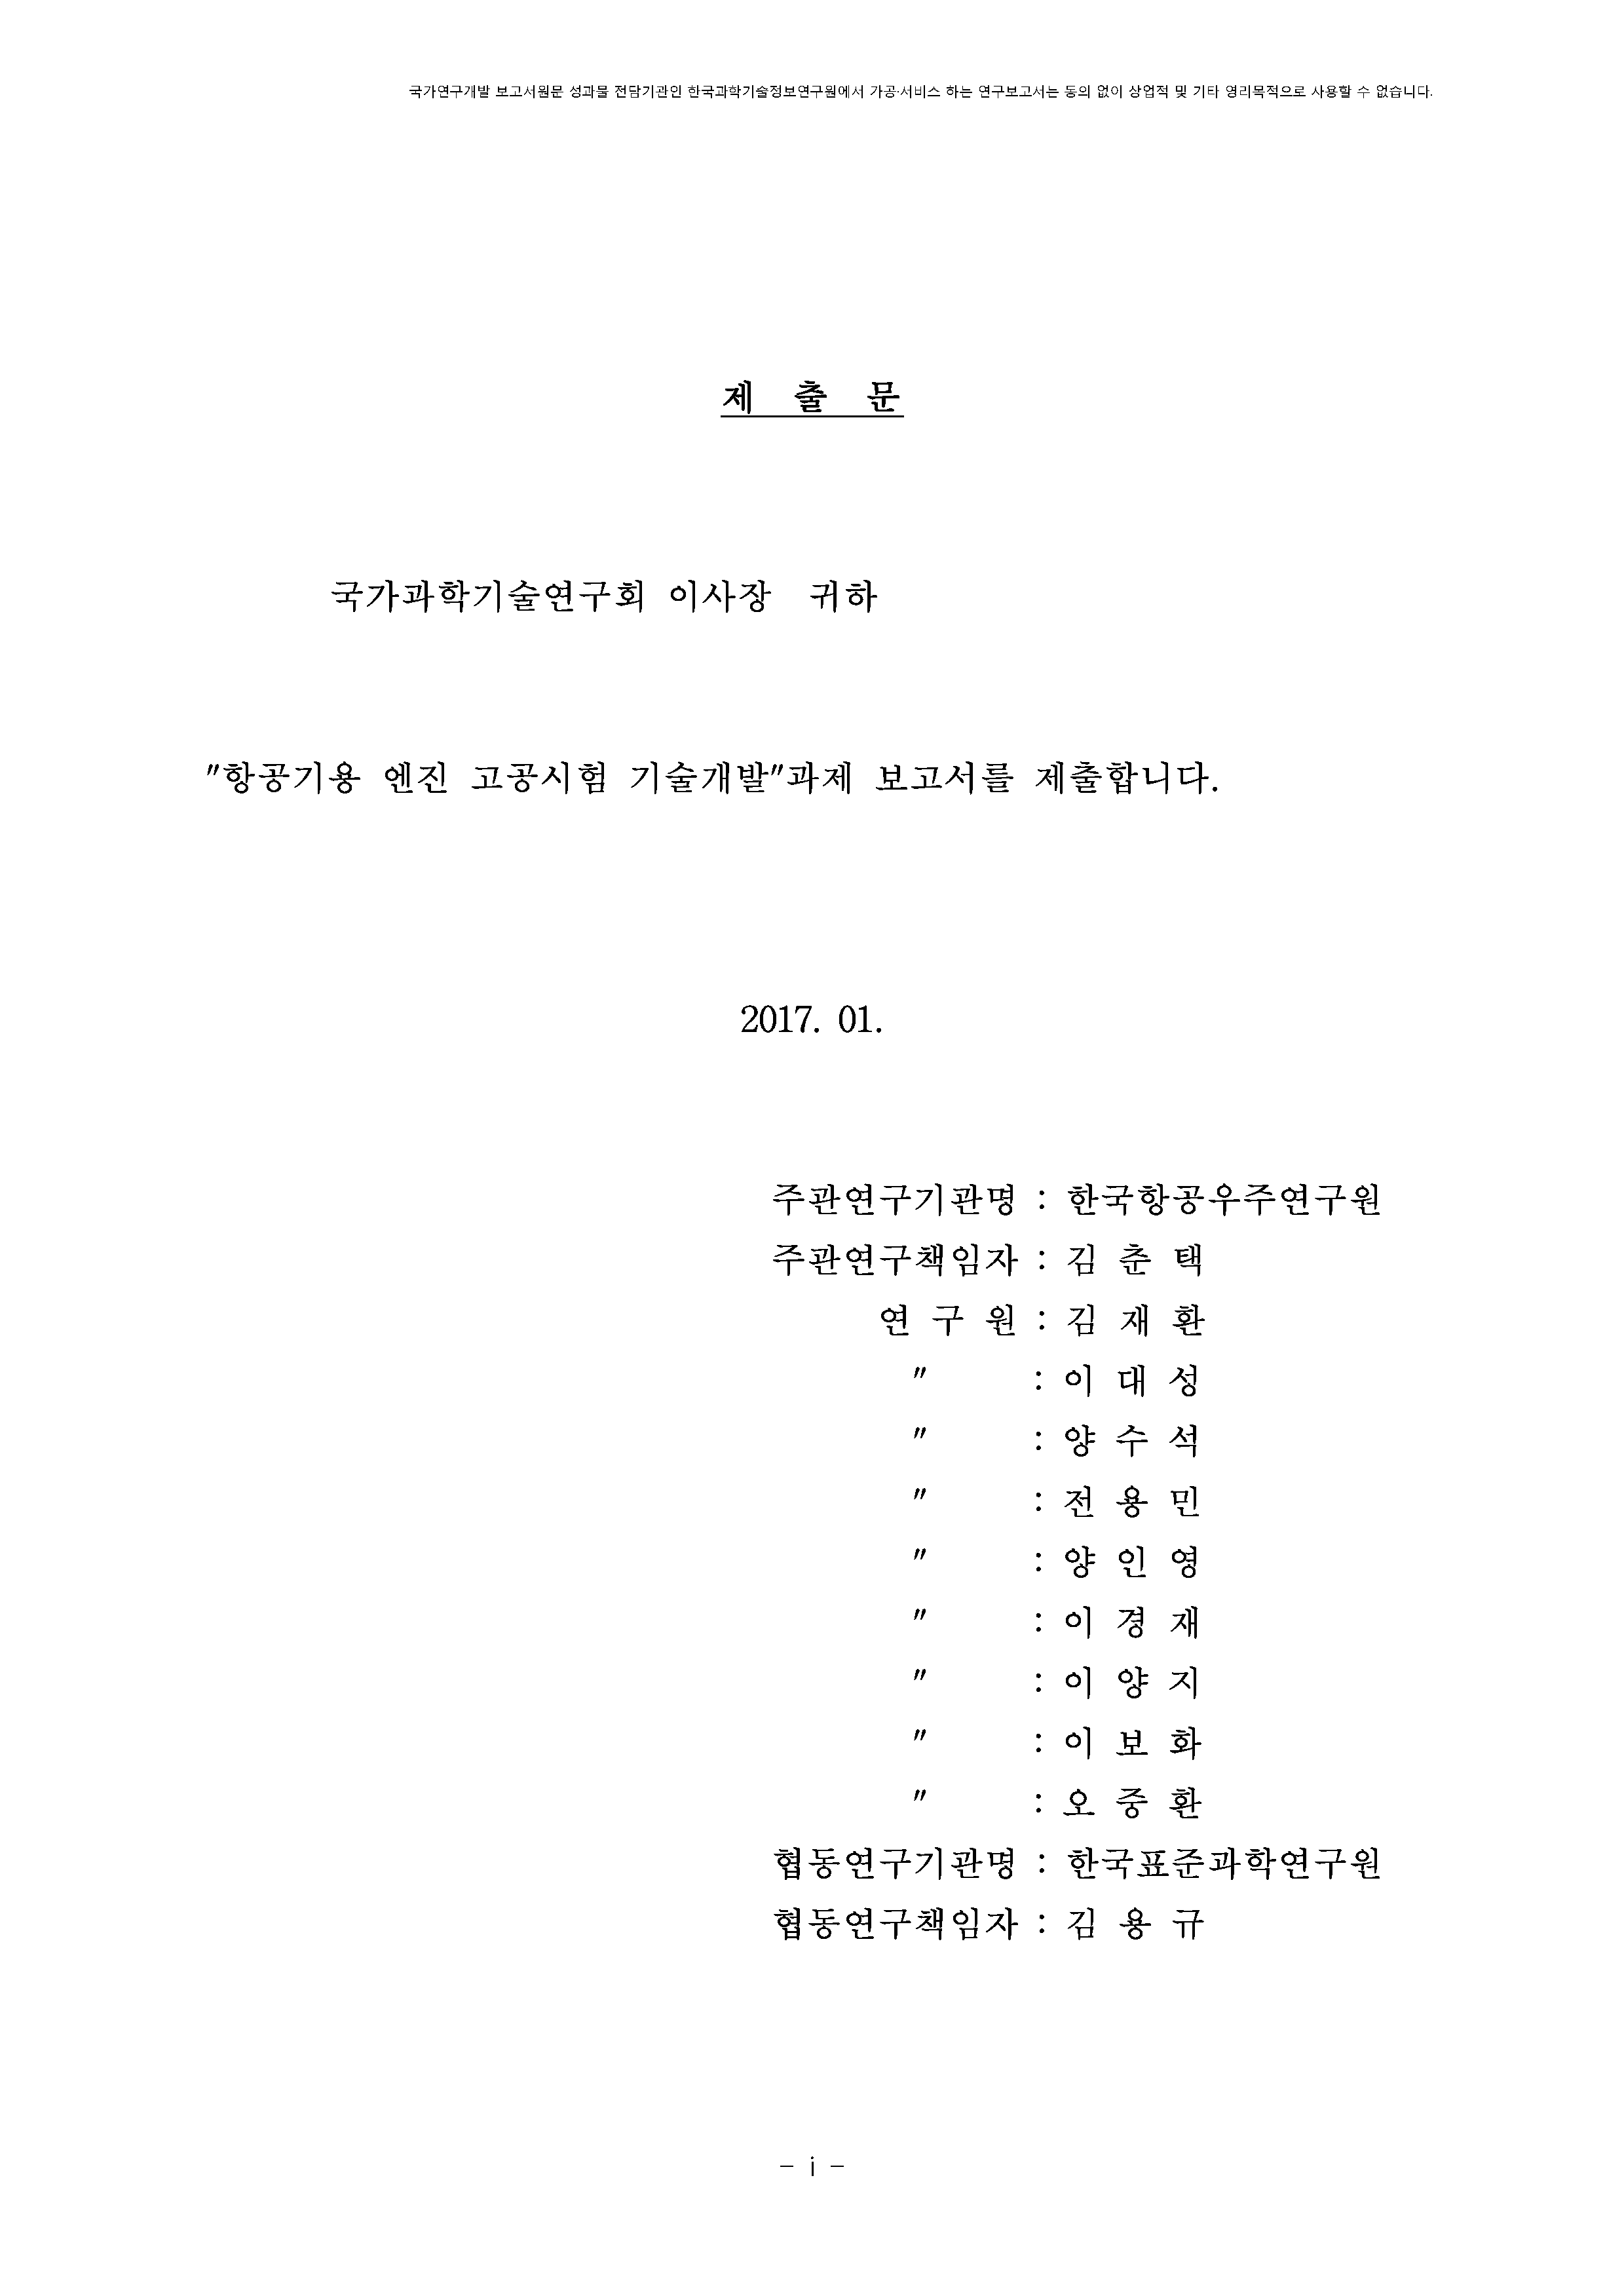 국가연구개발 보고서원문 성과물 전담기관인 한국과학기술정보연구원에서 가공·서비스 하는 연구보고서는 동의 없이 상업적 및 기타 영리목적으로 사용할 수 없습니다.
제 출 문
국가과학기술연구회 이사장 귀하
"항공기용 엔진 고공시험 기술개발"과제 보고서를 제출합니다.
2017. 01.
주관연구기관명 : 한국항공우주연구원
주관연구책임자 : 김 춘 택
연 구 원 : 김 재 환
" : 이 대 성
" : 양 수 석
" : 전 용 민
" : 양 인 영
" : 이 경 재
" : 이 양 지
" : 이 보 화
" : 오 중 환
협동연구기관명 : 한국표준과학연구원
협동연구책임자 : 김 용 규
- i -